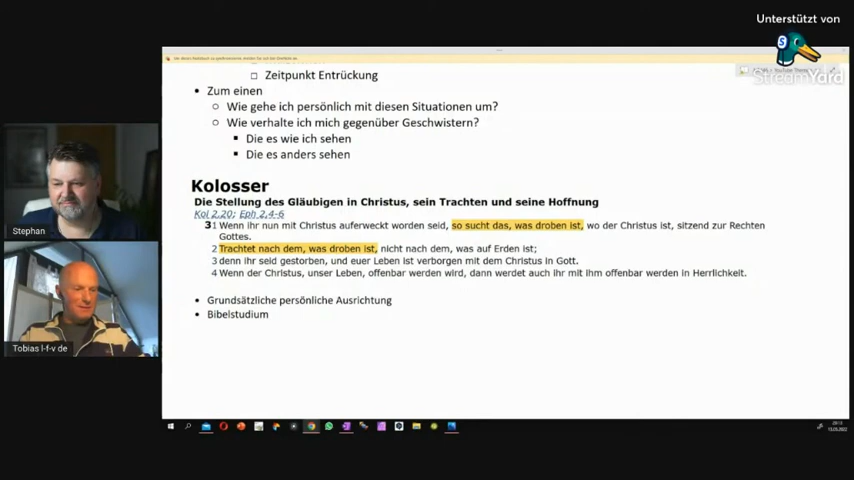 Unterstützt von
StreamYard
□ Zeitpunkt Entrückung
• Zum einen
○ Wie gehe ich persönlich mit diesen Situationen um?
○ Wie verhalte ich mich gegenüber Geschwistern?
▪ Die es wie ich sehen
▪ Die es anders sehen
Kolosser
Die Stellung des Gläubigen in Christus, sein Trachten und seine Hoffnung
Kol 2,20; Eph 2,4-6
31 Wenn ihr nun mit Christus auferweckt worden seid, so sucht das, was droben ist, wo der Christus ist, sitzend zur Rechten
Gottes.
2 Trachtet nach dem, was droben ist, nicht nach dem, was auf Erden ist;
3 denn ihr seid gestorben, und euer Leben ist verborgen mit dem Christus in Gott.
4 Wenn der Christus, unser Leben, offenbar werden wird, dann werdet auch ihr mit ihm offenbar werden in Herrlichkeit.
• Grundsätzliche persönliche Ausrichtung
• Bibelstudium
Stephan
Tobias l-f-v de